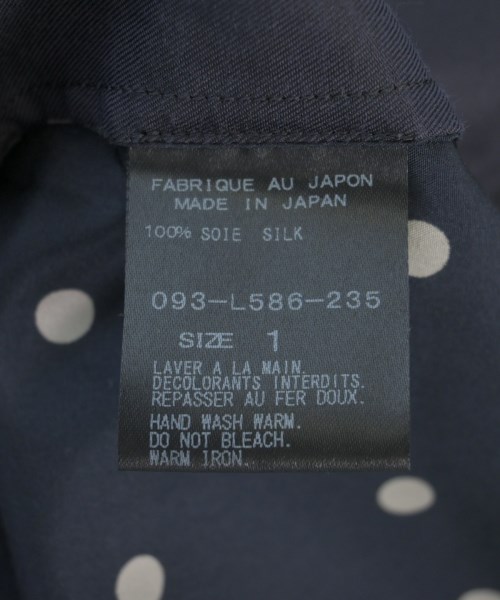 FABRIQUE AU JAPON
MADE IN JAPAN
100% SOIE SILK
093-L586-235
SIZE 1
LAVER A LA MAIN.
DECOLORANTS INTERDITS.
REPASSER AU FER DOUX.
HAND WASH WARM.
DO NOT BLEACH.
WARM IRON.